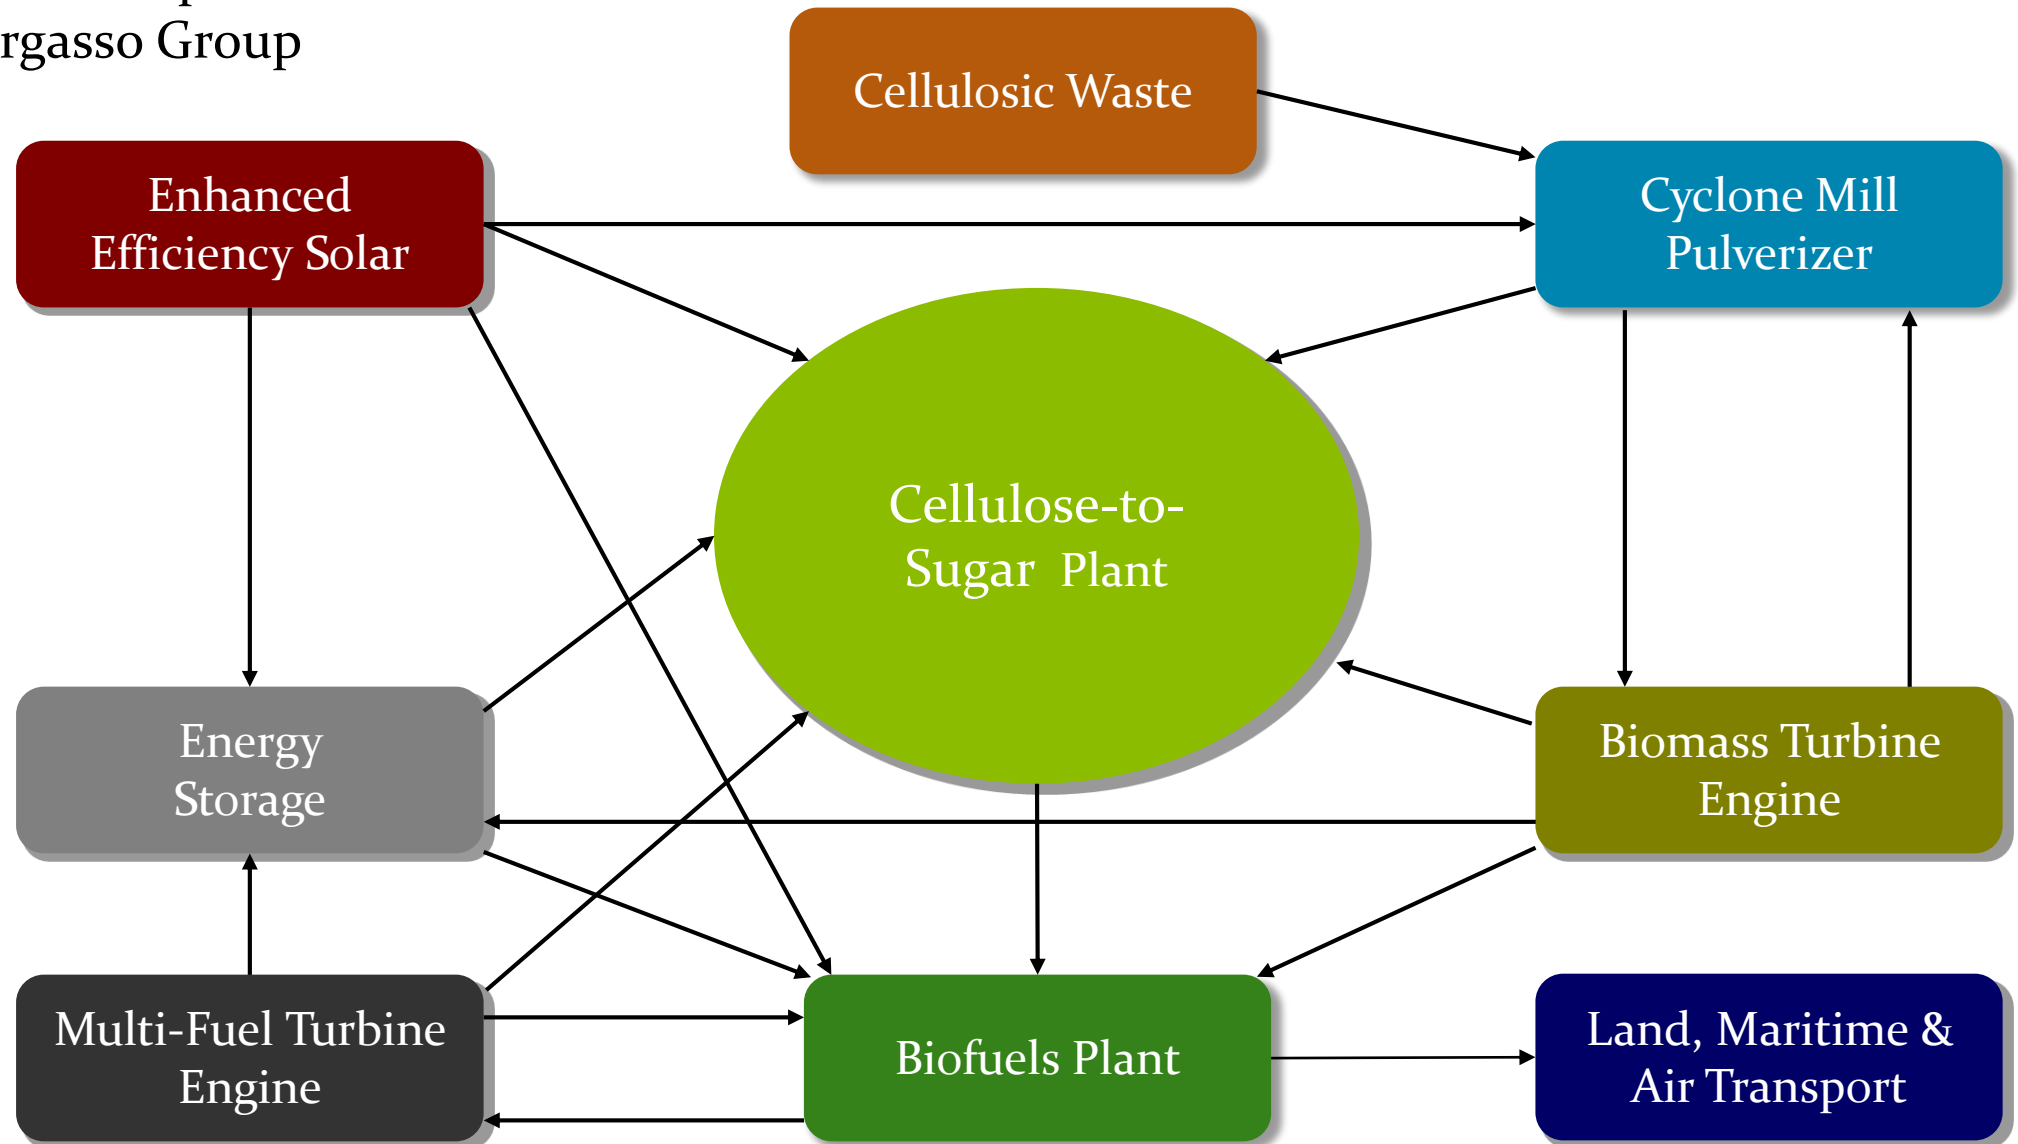 rgasso Group
Cellulosic Waste
Enhanced
Efficiency Solar
Cyclone Mill
Pulverizer
Cellulose-to-
Sugar Plant
Energy
Storage
Biomass Turbine
Engine
Multi-Fuel Turbine
Engine
Biofuels Plant
Land, Maritime &
Air Transport